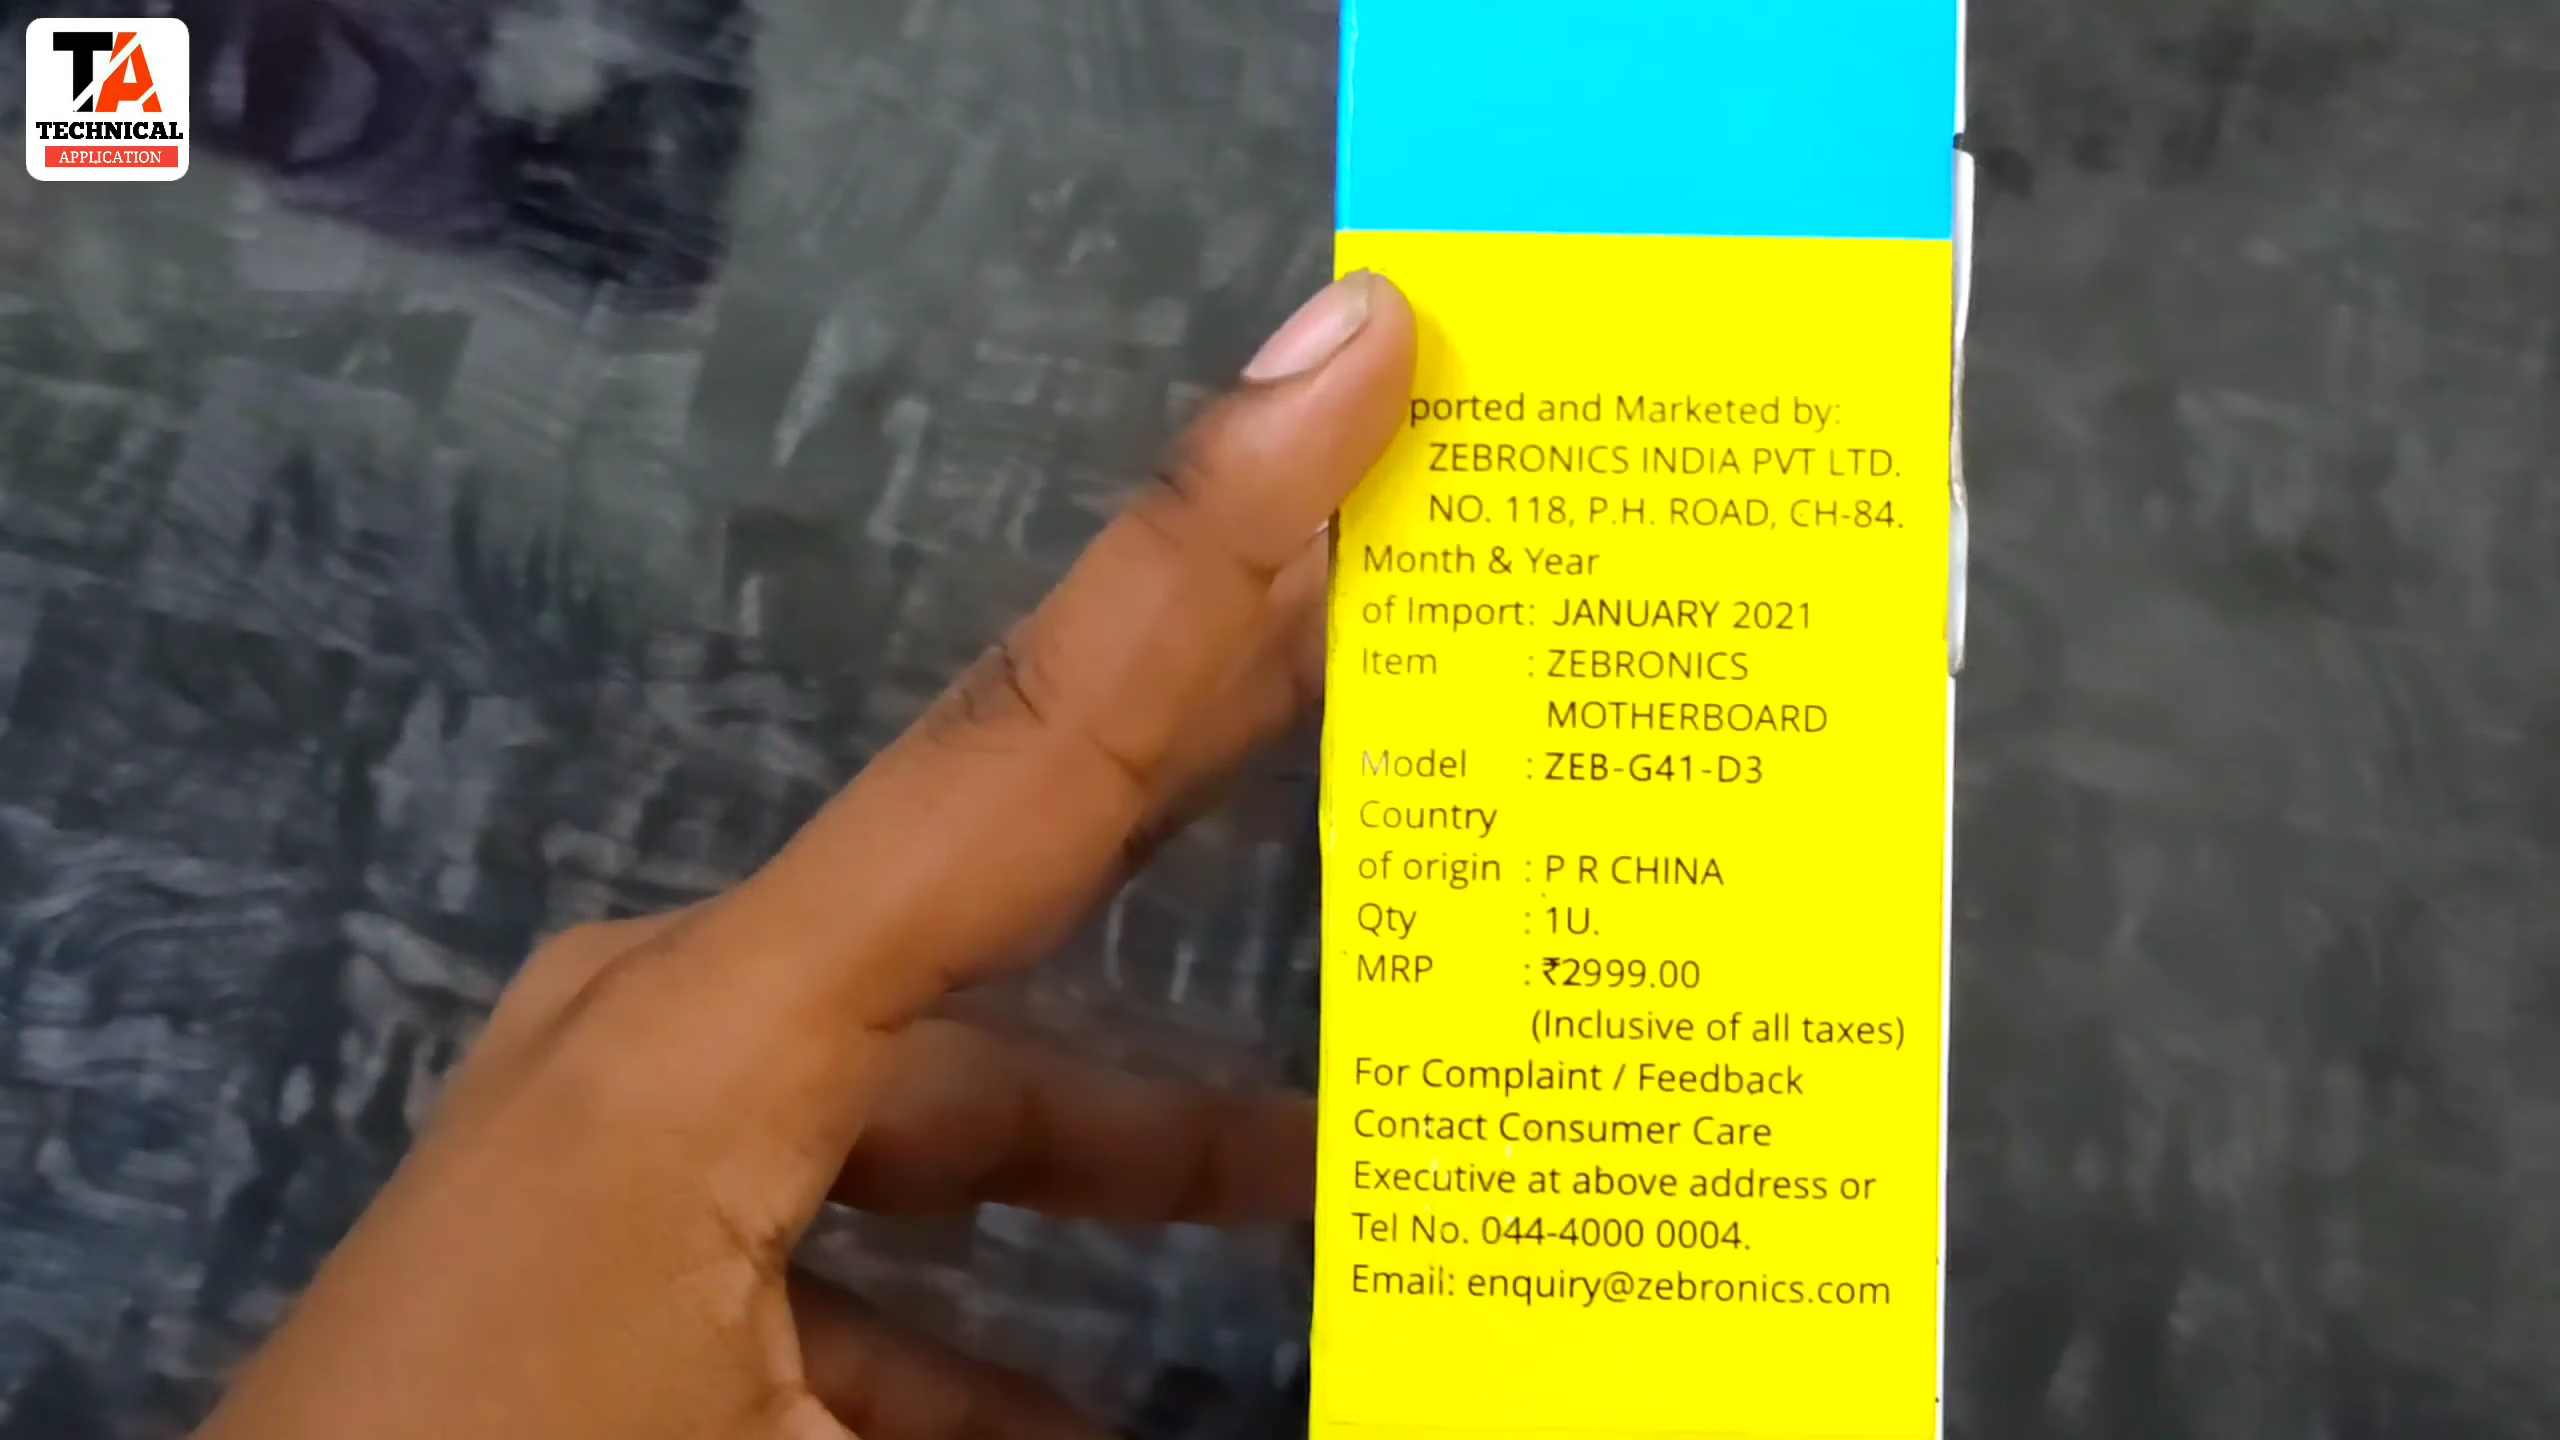 TA
TECHNICAL
APPLICATION
ported and Marketed by:
ZEBRONICS INDIA PVT LTD.
NO. 118, P.H. ROAD, CH-84.
Month & Year
of Import: JANUARY 2021
Item : ZEBRONICS
MOTHERBOARD
Model : ZEB-G41-D3
Country
of origin : P R CHINA
Qty : 1U.
MRP : ₹2999.00
(Inclusive of all taxes)
For Complaint / Feedback
Contact Consumer Care
Executive at above address or
Tel No. 044-4000 0004.
Email: enquiry@zebronics.com